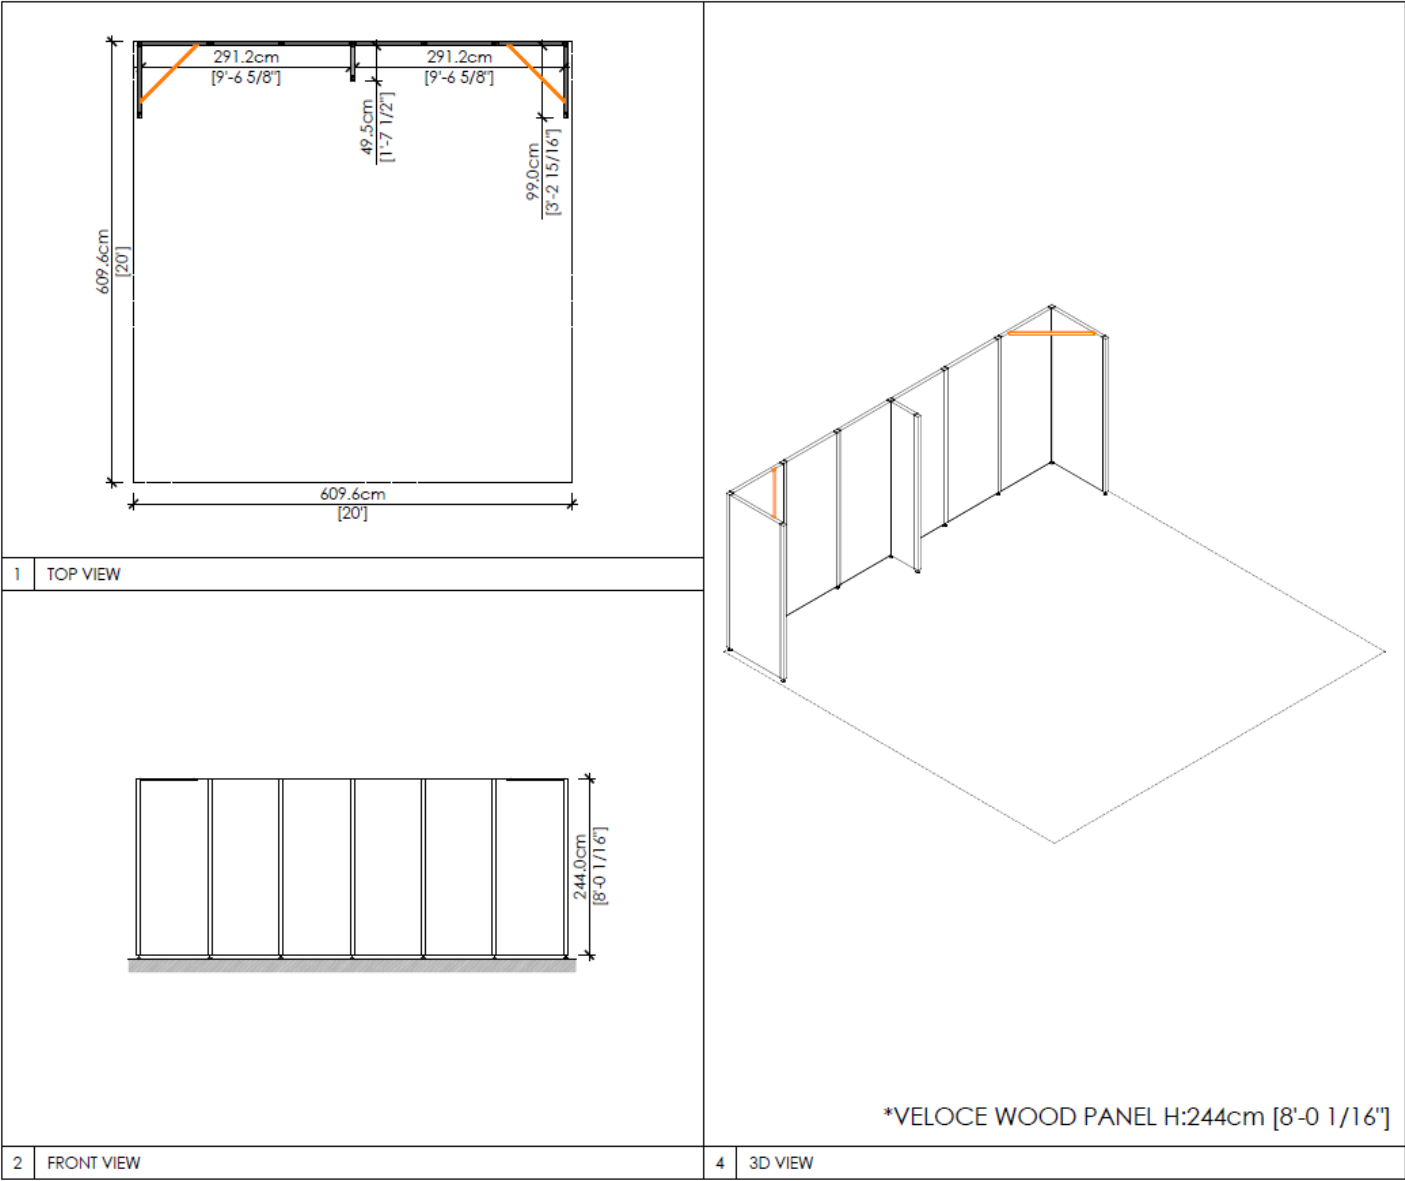 291.2cm
[9'-6 5/8"]
291.2cm
[9'-6 5/8"]
49.5cm
[1'-7 1/2"]
99.0cm
[3'-2 15/16"]
609.6cm
[20']
609.6cm
[20']
1 TOP VIEW
244.0cm
[8'-0 1/16"]
2 FRONT VIEW
*VELOCE WOOD PANEL H:244cm [8'-0 1/16"]
4 3D VIEW